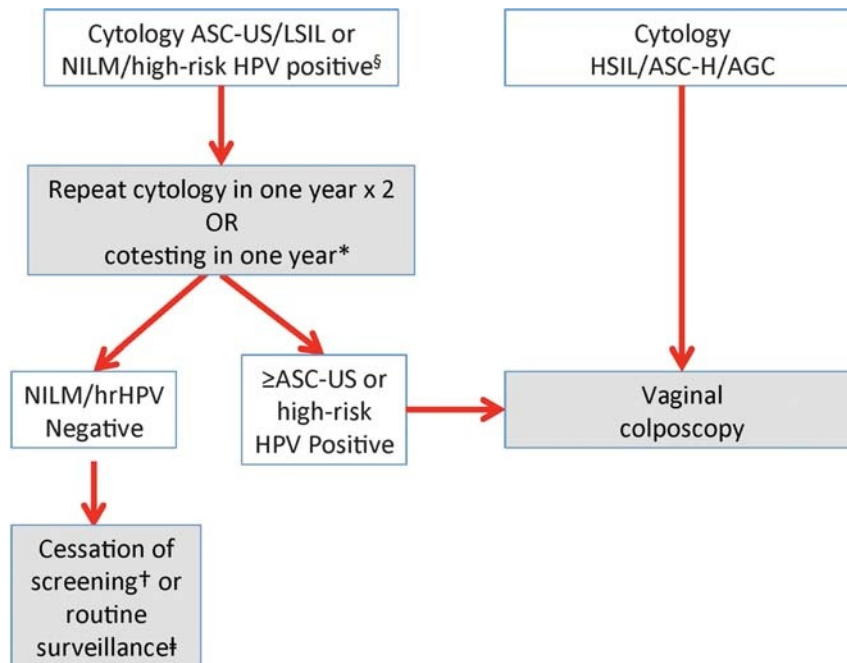 Cytology ASC-US/LSIL or
NILM/high-risk HPV positive§
Cytology
HSIL/ASC-H/AGC
Repeat cytology in one year x 2
OR
cotesting in one year*
NILM/hrHPV
Negative
≥ASC-US or
high-risk
HPV Positive
Vaginal
colposcopy
Cessation of
screening† or
routine
surveillanceǂ